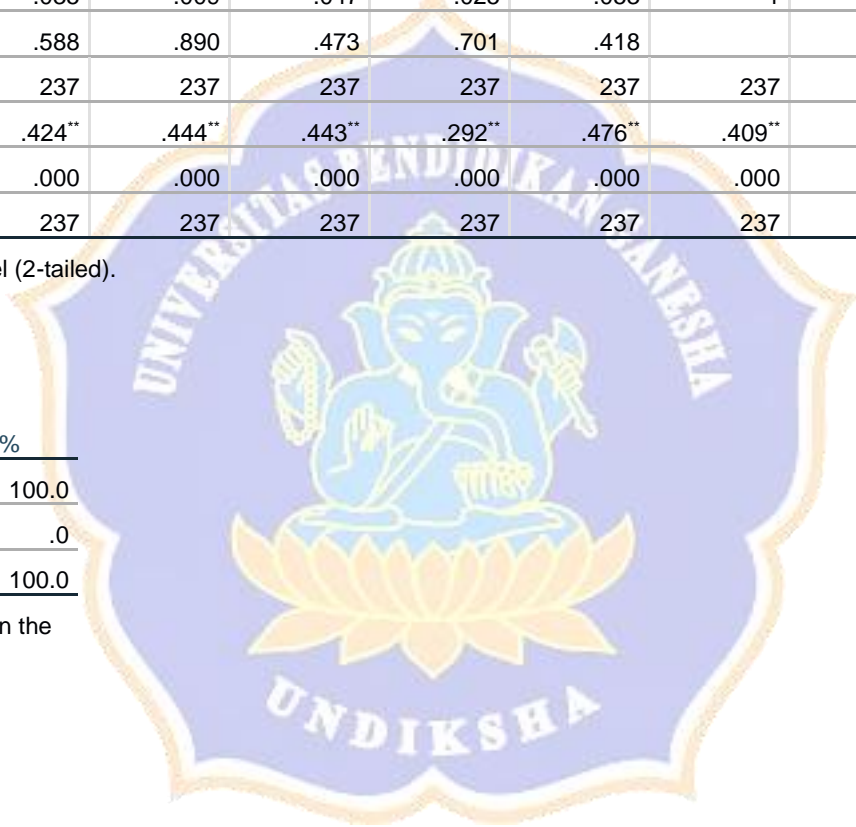 .588 .890 .473 .701 .418
237 237 237 237 237 237
.424** .444** .443** .292** .476** .409**
.000 .000 .000 .000 .000 .000
237 237 237 237 237 237
(2-tailed).
UNIVERSITAS PENDIDIKAN GANESHA
%
100.0
.0
100.0
the
UNDIKSHA